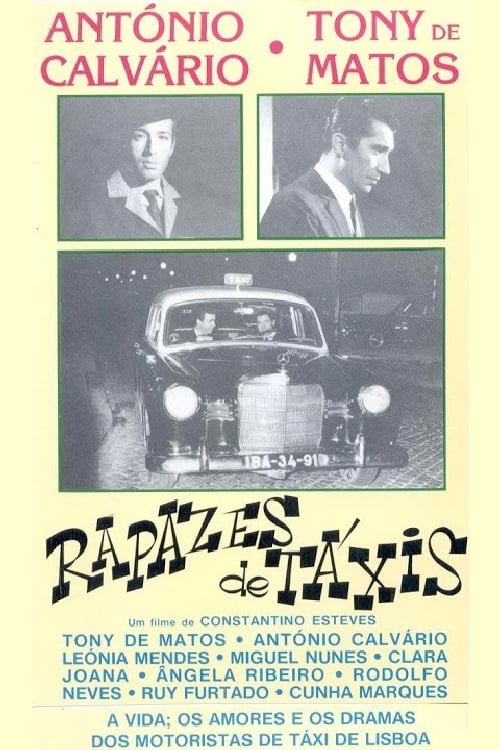 ANTÓNIO CALVÁRIO • TONY DE MATOS
TÁXI
BA-34-91
RAPAZES
de TÁXIS
Um filme de CONSTANTINO ESTEVES
TONY DE MATOS • ANTÓNIO CALVÁRIO
LEÓNIA MENDES • MIGUEL NUNES • CLARA
JOANA • ÂNGELA RIBEIRO • RODOLFO
NEVES • RUY FURTADO • CUNHA MARQUES
A VIDA; OS AMORES E OS DRAMAS
DOS MOTORISTAS DE TÁXI DE LISBOA